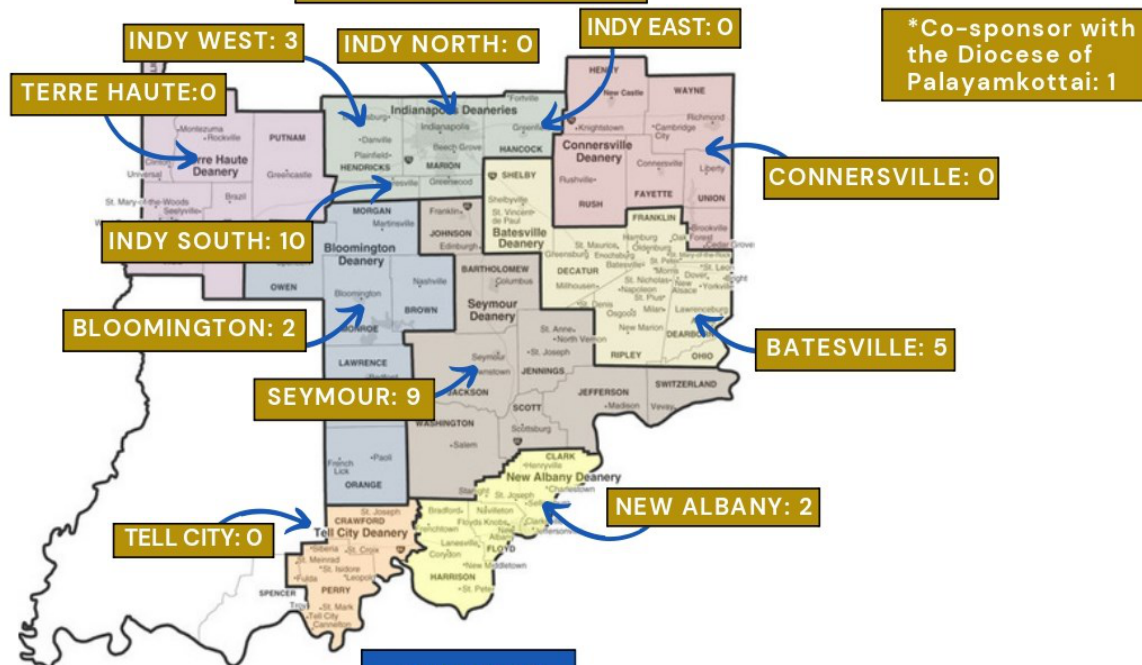 INDY WEST: 3
INDY NORTH: 0
INDY EAST: 0
*Co-sponsor with
the Diocese of
Palayamkottai: 1
TERRE HAUTE:0
CONNERSVILLE: 0
INDY SOUTH: 10
BLOOMINGTON: 2
BATESVILLE: 5
SEYMOUR: 9
NEW ALBANY: 2
TELL CITY: 0
HENRY
New Castle
WAYNE
Richmond
Fortville
Indianapolis Deaneries
Indianapolis
Knightstown
Cambridge
City
Montezuma
Rockville
PUTNAM
Danville
Beech Grove
HANCOCK
Connersville
Deanery
Plainfield
HENDRICKS
MARION
Greenwood
Deanery
Greencastle
Universal
Connersville
Liberty
Rushville
FAYETTE
UNION
RUSH
SHELBY
Shelbyville
St. Vincent
de Paul
Brazil
St. Mary-of-the-Woods
MORGAN
Martinsville
Franklin
JOHNSON
Edinburgh
Batesville
Deanery
FRANKLIN
Brookville
Cedar Grove
Hamburg
Oak Forest
Oldenburg
St. Maurice
Enochsburg
Greensburg
Batesville
St. Peter
St. Mary-of-the-Rock
Morris
Dover
St. Leon
Bright
Bloomington
Deanery
OWEN
Bloomington
Nashville
BROWN
BARTHOLOMEW
Columbus
Seymour
Deanery
DECATUR
Millhousen
St. Nicholas
Napoleon
New
Alsace
Yorkville
St. Denis
St. Pius
Osgood
Milan
Lawrenceburg
New Marion
RIPLEY
OHIO
LAWRENCE
St. Anne
North Vernon
Seymour
St. Joseph
JENNINGS
JACKSON
JEFFERSON
SWITZERLAND
Madison
Vevay
SCOTT
Scottsburg
WASHINGTON
Salem
French
Lick
Paoli
ORANGE
CLARK
Henryville
New Albany Deanery
Charlestown
St. Joseph
Bradford
Navilleton
Floyds Knobs
New
Albany
Lanesville
FLOYD
Corydon
New Middletown
HARRISON
St. Peter
St. Joseph
CRAWFORD
Tell City Deanery
Siberia
St. Croix
St. Meinrad
St. Isidore
Fulda
Leopold
PERRY
SPENCER
Troy
St. Mark
Tell City
Cannelton